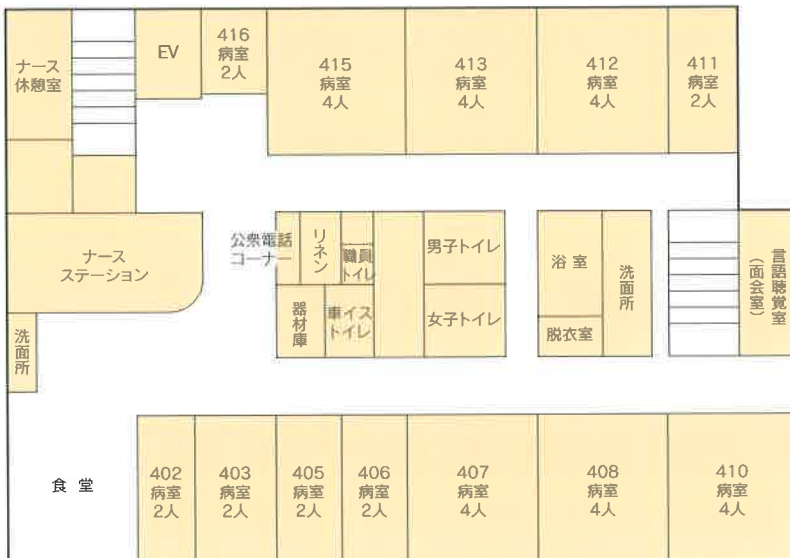 ナース
休憩室
EV
416
病室
2人
415
病室
4人
413
病室
4人
412
病室
4人
411
病室
2人
ナース
ステーション
公衆電話
コーナー
リネン
職員
トイレ
男子トイレ
浴室
洗面所
言語聴覚室
(面会室)
器材庫
車イス
トイレ
女子トイレ
脱衣室
洗面所
食堂
402
病室
2人
403
病室
2人
405
病室
2人
406
病室
2人
407
病室
4人
408
病室
4人
410
病室
4人